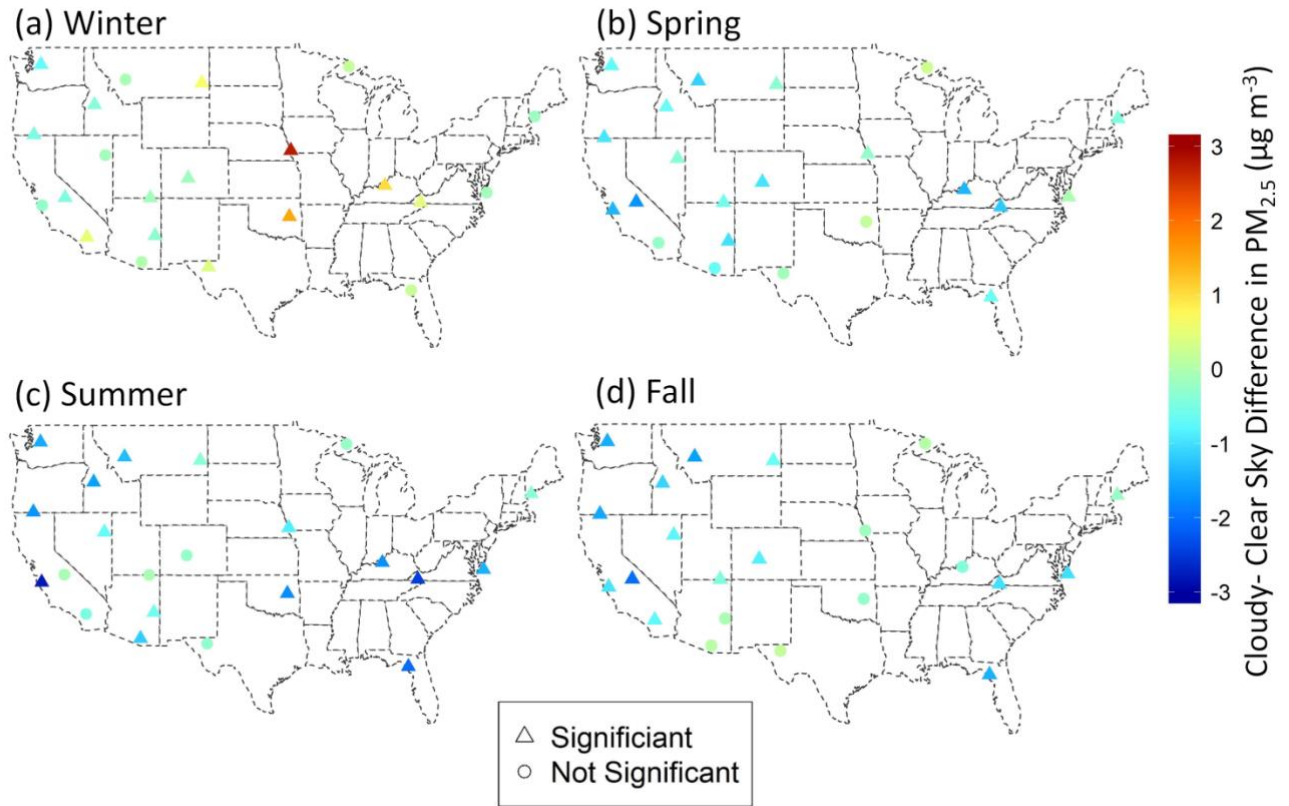 (a) Winter
(b) Spring
(c) Summer
(d) Fall
3
2
1
0
-1
-2
-3
Cloudy- Clear Sky Difference in PM2.5 (µg m-3)
Significiant
Not Significant